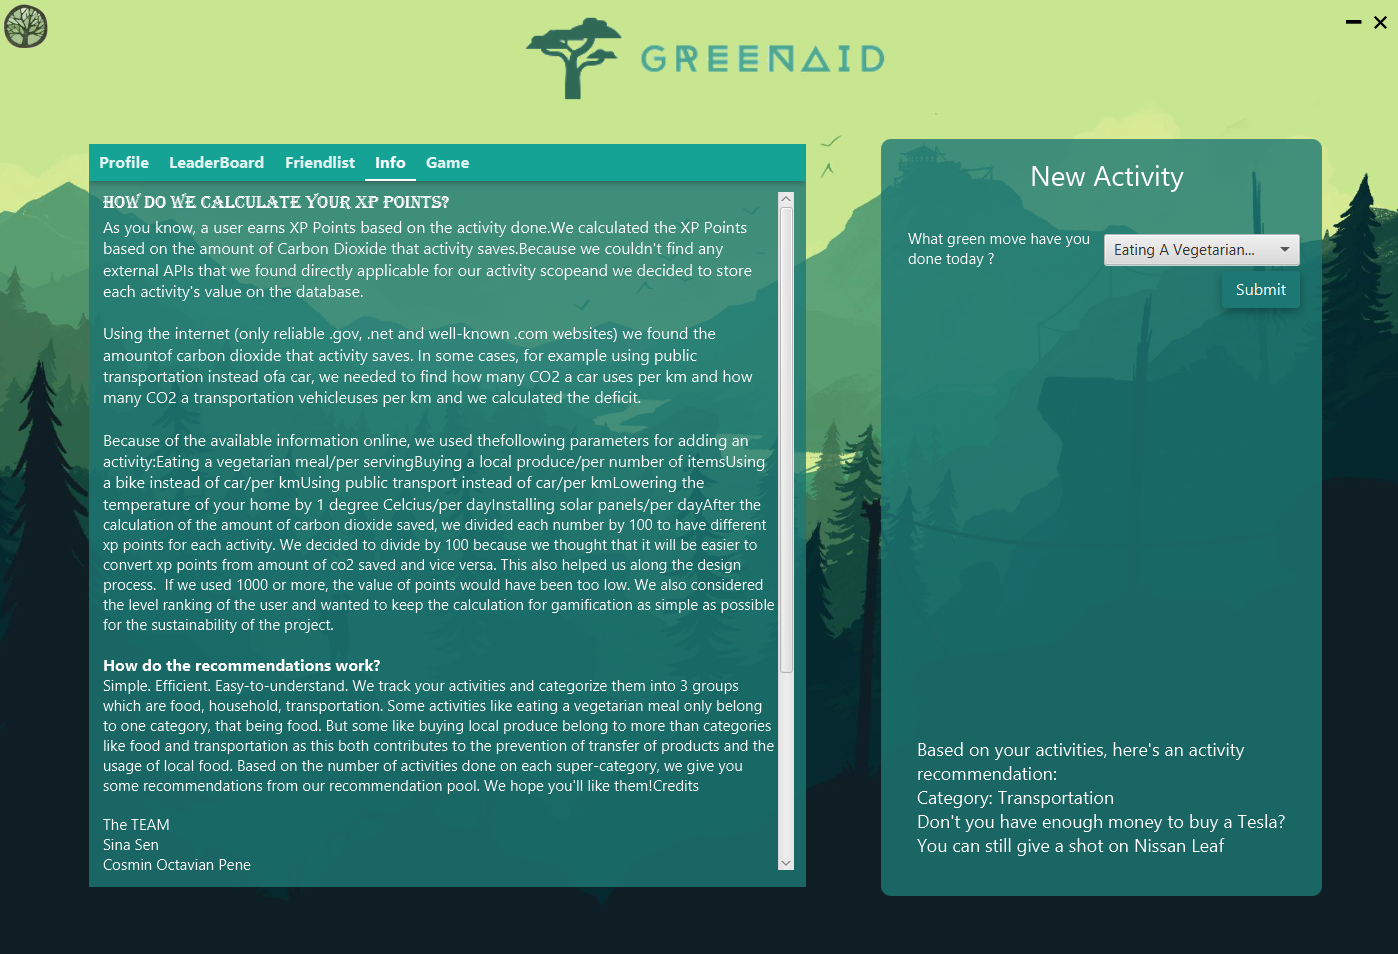 GREENAID
Profile LeaderBoard Friendlist Info Game
HOW DO WE CALCULATE YOUR XP POINTS?
As you know, a user earns XP Points based on the activity done.We calculated the XP Points
based on the amount of Carbon Dioxide that activity saves.Because we couldn't find any
external APIs that we found directly applicable for our activity scopeand we decided to store
each activity's value on the database.
Using the internet (only reliable .gov, .net and well-known .com websites) we found the
amountof carbon dioxide that activity saves. In some cases, for example using public
transportation instead ofa car, we needed to find how many CO2 a car uses per km and how
many CO2 a transportation vehicleuses per km and we calculated the deficit.
Because of the available information online, we used thefollowing parameters for adding an
activity:Eating a vegetarian meal/per servingBuying a local produce/per number of itemsUsing
a bike instead of car/per kmUsing public transport instead of car/per kmLowering the
temperature of your home by 1 degree Celcius/per dayInstalling solar panels/per dayAfter the
calculation of the amount of carbon dioxide saved, we divided each number by 100 to have different
xp points for each activity. We decided to divide by 100 because we thought that it will be easier to
convert xp points from amount of co2 saved and vice versa. This also helped us along the design
process.  If we used 1000 or more, the value of points would have been too low. We also considered
the level ranking of the user and wanted to keep the calculation for gamification as simple as possible
for the sustainability of the project.
How do the recommendations work?
Simple. Efficient. Easy-to-understand. We track your activities and categorize them into 3 groups
which are food, household, transportation. Some activities like eating a vegetarian meal only belong
to one category, that being food. But some like buying local produce belong to more than categories
like food and transportation as this both contributes to the prevention of transfer of products and the
usage of local food. Based on the number of activities done on each super-category, we give you
some recommendations from our recommendation pool. We hope you'll like them!Credits
The TEAM
Sina Sen
Cosmin Octavian Pene
New Activity
What green move have you
done today ?
Eating A Vegetarian...
Submit
Based on your activities, here's an activity
recommendation:
Category: Transportation
Don't you have enough money to buy a Tesla?
You can still give a shot on Nissan Leaf